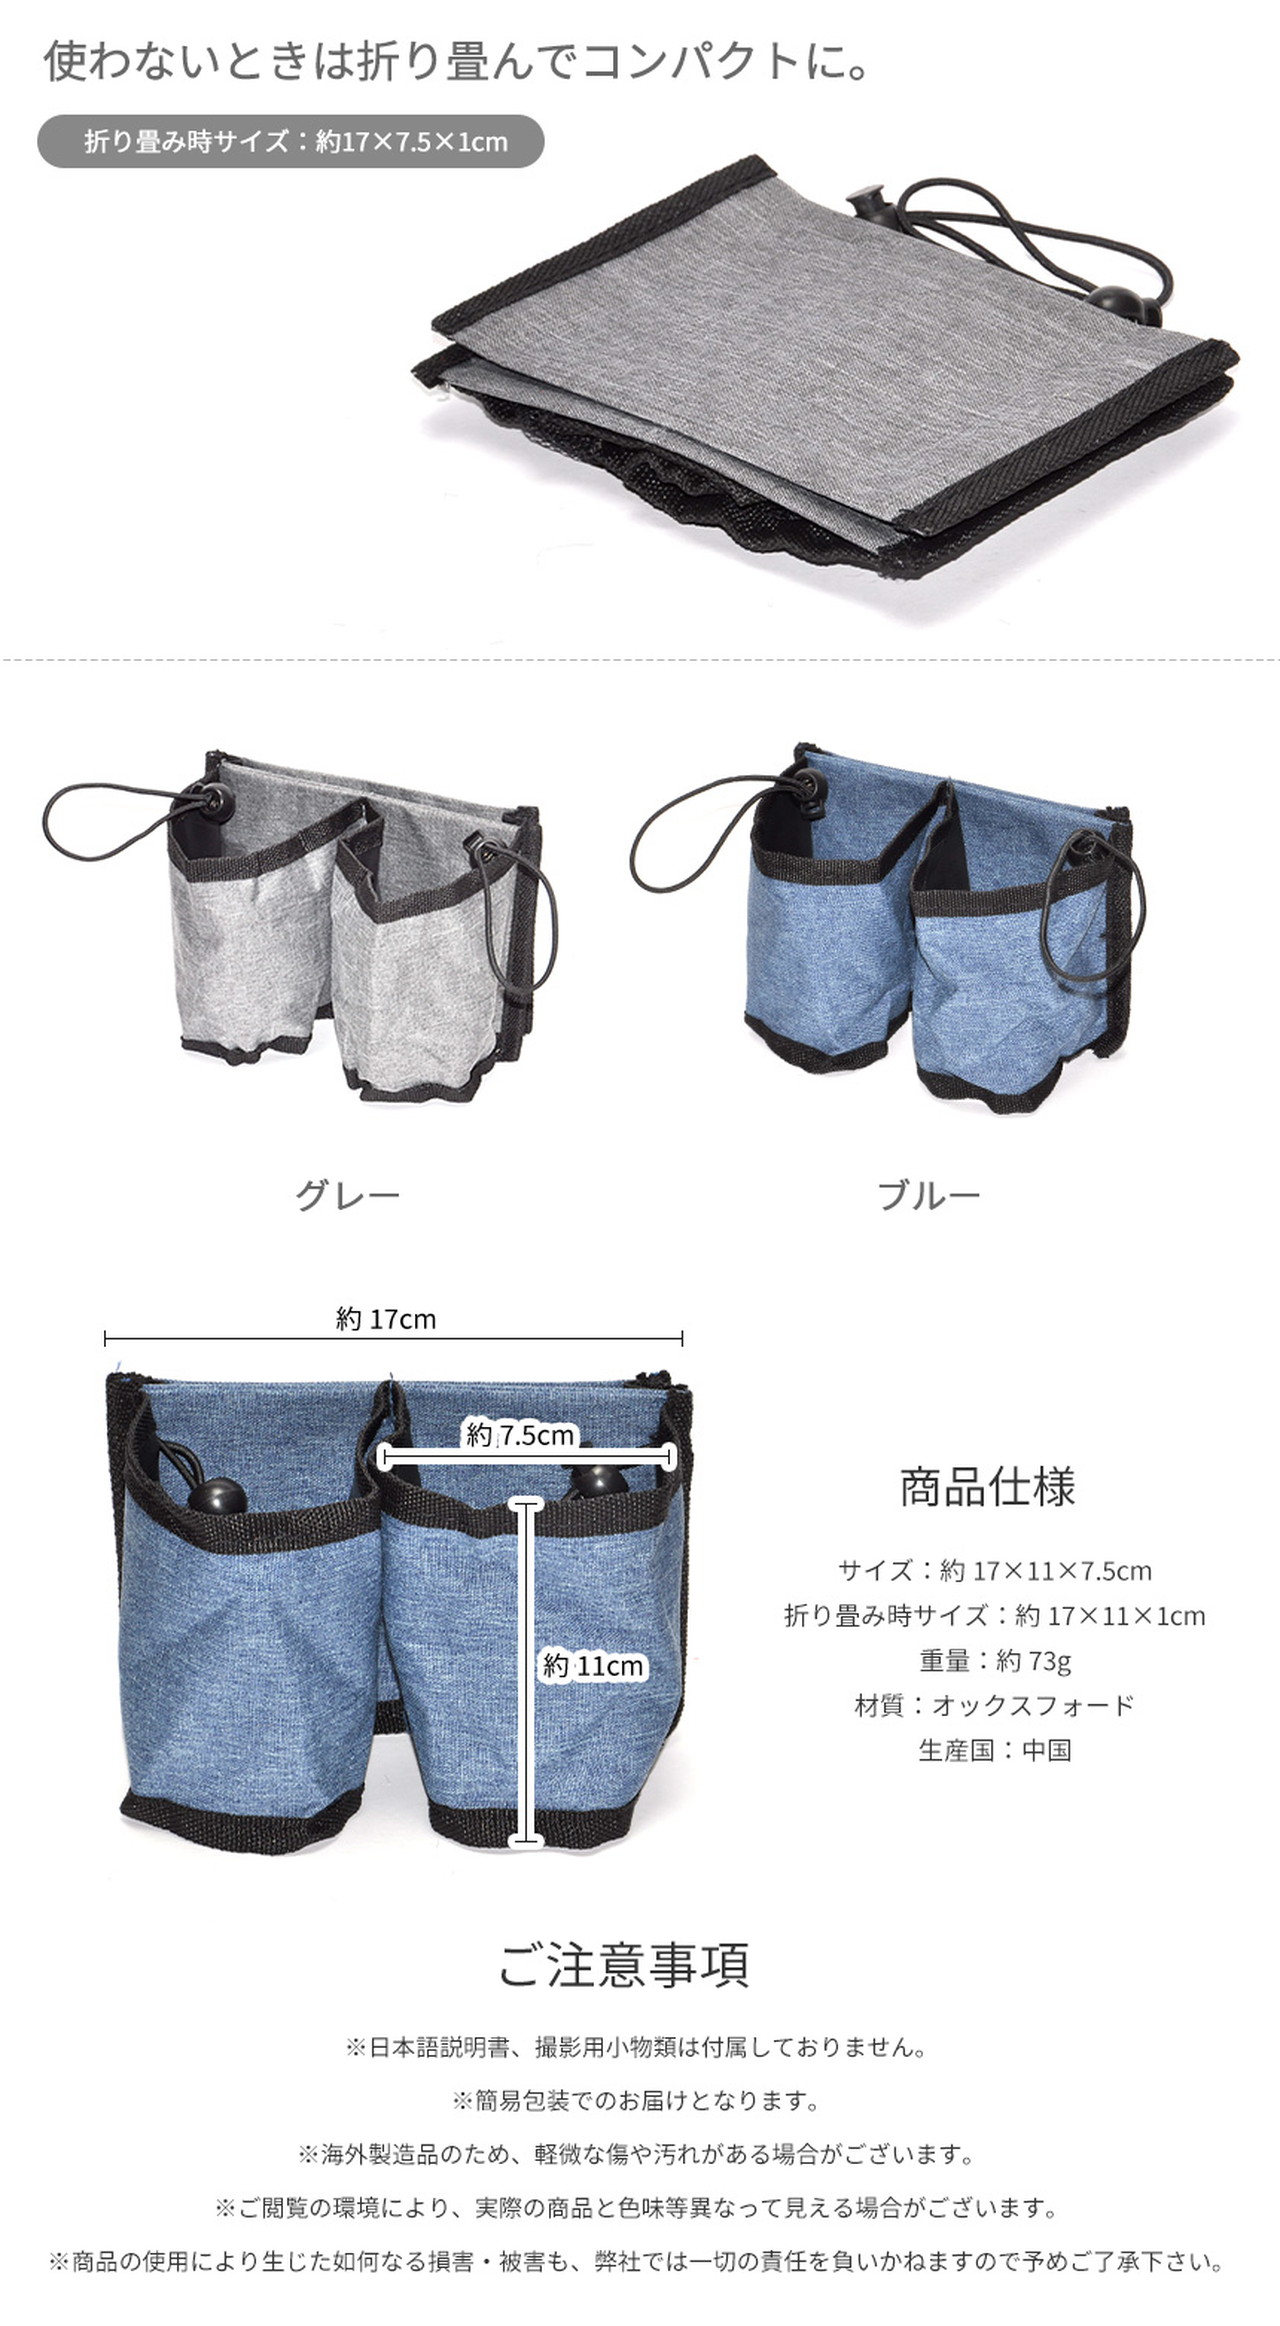 使わないときは折り畳んでコンパクトに。
折り畳み時サイズ：約17×7.5×1cm
グレー
ブルー
約 17cm
約 7.5cm
約 11cm
商品仕様
サイズ：約 17×11×7.5cm
折り畳み時サイズ：約 17×11×1cm
重量：約 73g
材質：オックスフォード
生産国：中国
ご注意事項
※日本語説明書、撮影用小物類は付属しておりません。
※簡易包装でのお届けとなります。
※海外製造品のため、軽微な傷や汚れがある場合がございます。
※ご閲覧の環境により、実際の商品と色味等異なって見える場合がございます。
※商品の使用により生じた如何なる損害・被害も、弊社では一切の責任を負いかねますので予めご了承下さい。